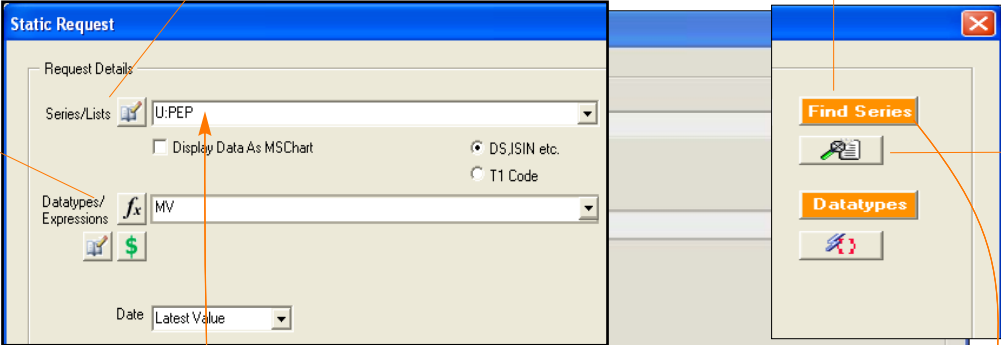 Static Request
Request Details
Series/Lists U:PEP
Display Data As MSChart DS,ISIN etc.
T1 Code
Datatypes/
Expressions fx MV
$
Date Latest Value
Find Series
Datatypes